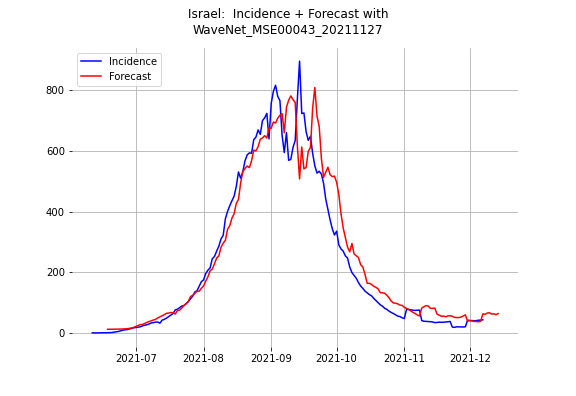 Israel:  Incidence + Forecast with
WaveNet_MSE00043_20211127
Incidence
Forecast
800
600
400
200
0
2021-07 2021-08 2021-09 2021-10 2021-11 2021-12